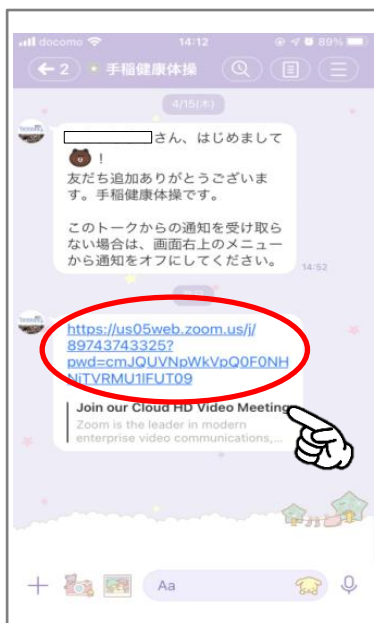 docomo 14:12 89%
2 手稲健康体操
4/15(木)
さん、はじめまして
！
友だち追加ありがとうございま
す。手稲健康体操です。
このトークからの通知を受け取ら
ない場合は、画面右上のメニュー
から通知をオフにしてください。
14:52
https://us05web.zoom.us/j/
89743743325?
pwd=cmJQUVNpWkVpQ0F0NH
NiTVRMU1lFUT09
Join our Cloud HD Video Meeting
Zoom is the leader in modern
enterprise video communications,...
Aa